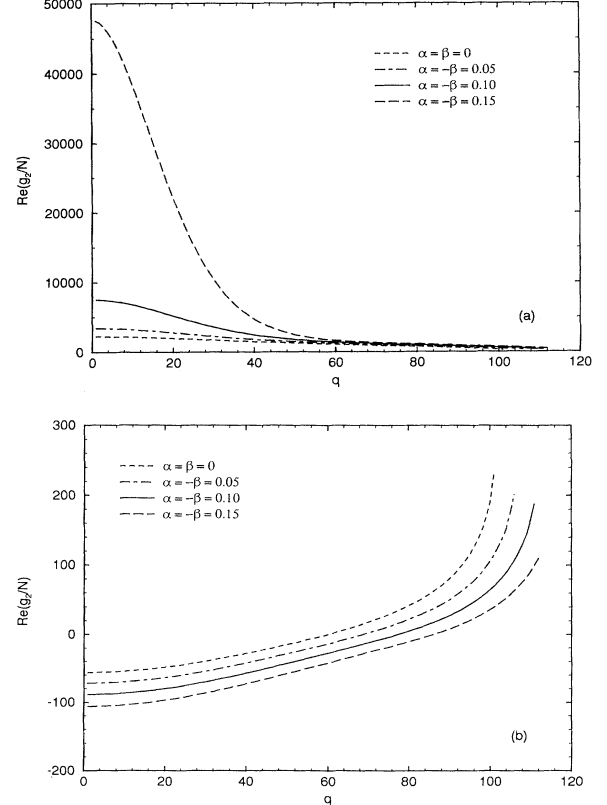 50000
α = β = 0
α = −β = 0.05
α = −β = 0.10
α = −β = 0.15
40000
30000
Re(g₂/N)
20000
10000
(a)
0
0 20 40 60 80 100 120
q
300
α = β = 0
α = −β = 0.05
α = −β = 0.10
α = −β = 0.15
200
100
Re(g₂/N)
0
-100
(b)
-200
0 20 40 60 80 100 120
q